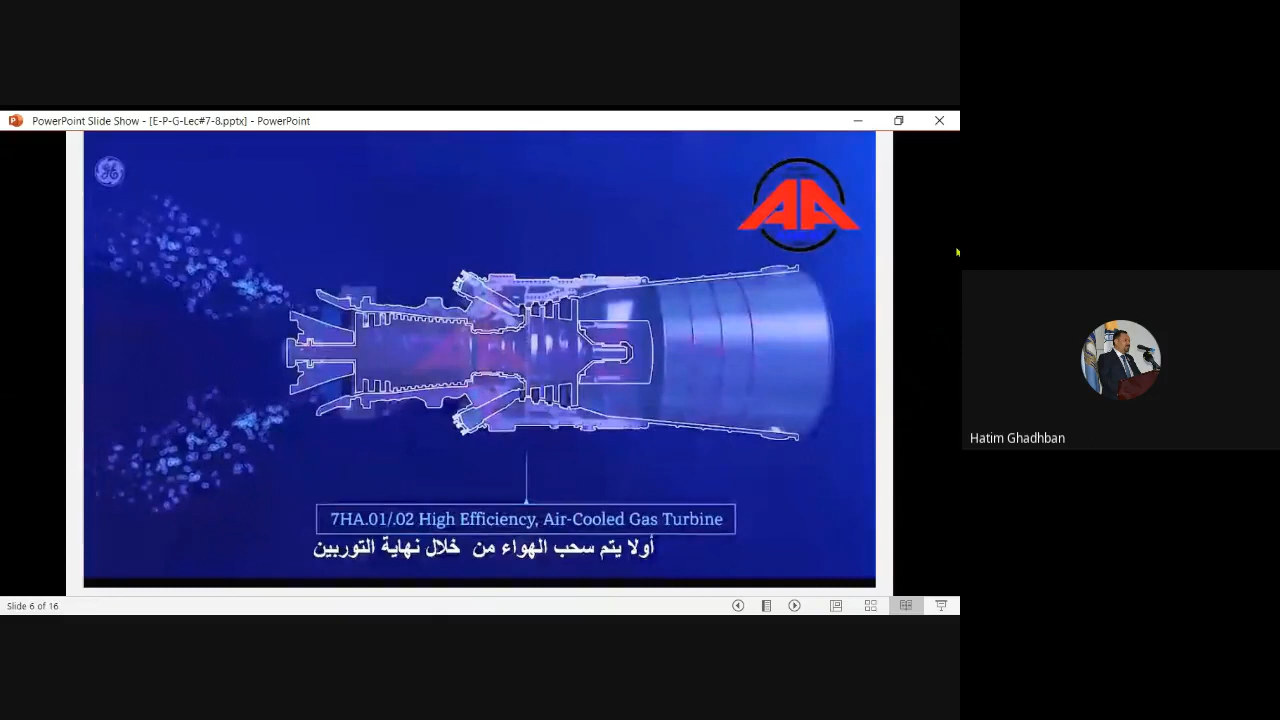 PowerPoint Slide Show - [E-P-G-Lec#7-8.pptx] - PowerPoint
7HA.01/.02 High Efficiency, Air-Cooled Gas Turbine
أولا يتم سحب الهواء من خلال نهاية التوربين
Hatim Ghadhban
Slide 6 of 16